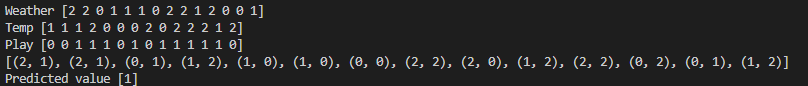 Weather [2 2 0 1 1 1 0 2 2 1 2 0 0 1]
Temp [1 1 1 2 0 0 0 2 0 2 2 2 1 2]
Play [0 0 1 1 1 0 1 0 1 1 1 1 1 0]
[(2, 1), (2, 1), (0, 1), (1, 2), (1, 0), (1, 0), (0, 0), (2, 2), (2, 0), (1, 2), (2, 2), (0, 2), (0, 1), (1, 2)]
Predicted value [1]